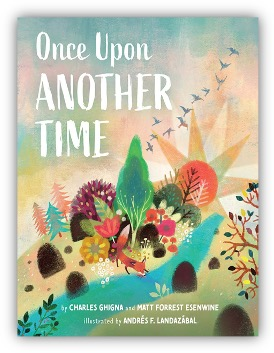 Once Upon
ANOTHER
TIME
by CHARLES GHIGNA and MATT FORREST ESENWINE
illustrated by ANDRÉS F. LANDAZÁBAL